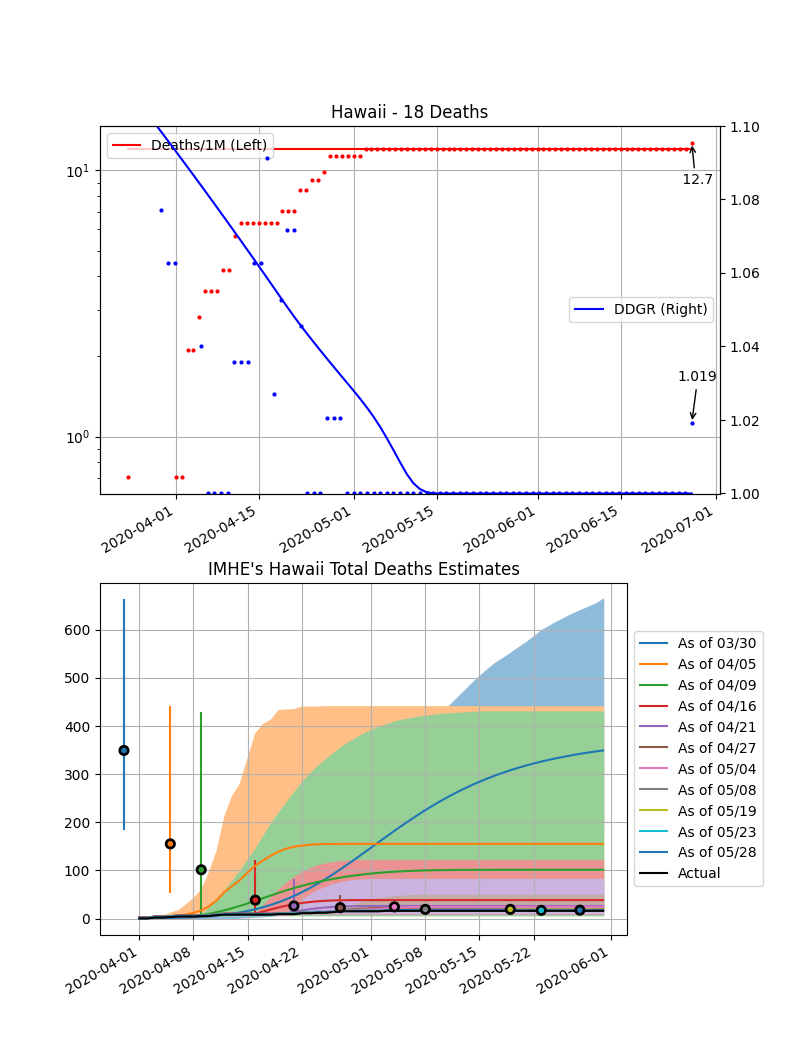 Hawaii - 18 Deaths
Deaths/1M (Left)
DDGR (Right)
10¹
10⁰
1.10
1.08
1.06
1.04
1.02
1.00
12.7
1.019
2020-04-01
2020-04-15
2020-05-01
2020-05-15
2020-06-01
2020-06-15
2020-07-01
IMHE's Hawaii Total Deaths Estimates
600
500
400
300
200
100
0
2020-04-01
2020-04-08
2020-04-15
2020-04-22
2020-05-01
2020-05-08
2020-05-15
2020-05-22
2020-06-01
As of 03/30
As of 04/05
As of 04/09
As of 04/16
As of 04/21
As of 04/27
As of 05/04
As of 05/08
As of 05/19
As of 05/23
As of 05/28
Actual